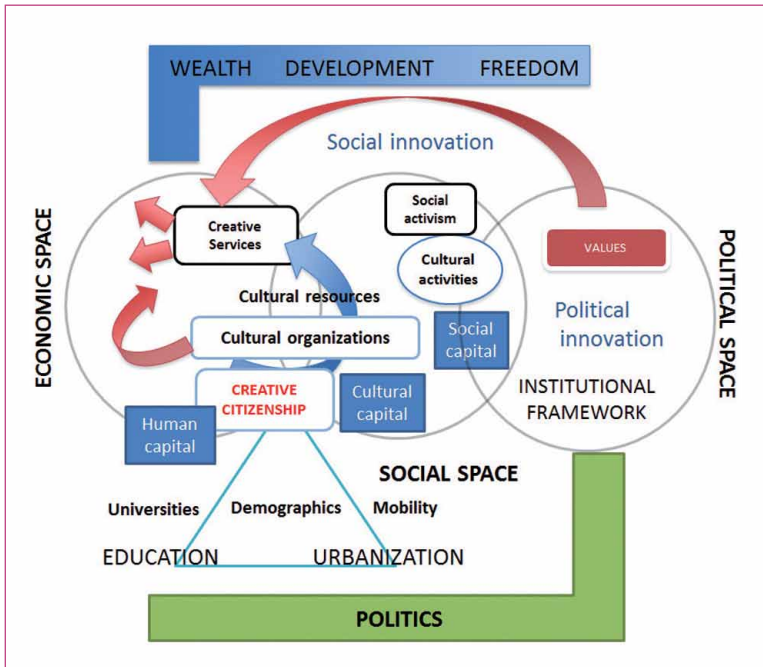 WEALTH DEVELOPMENT FREEDOM
Social innovation
ECONOMIC SPACE
POLITICAL SPACE
Creative
Services
Social
activism
Cultural
activities
VALUES
Cultural resources
Cultural organizations
Social
capital
Political
innovation
CREATIVE
CITIZENSHIP
Cultural
capital
Human
capital
INSTITUTIONAL
FRAMEWORK
SOCIAL SPACE
Universities Demographics Mobility
EDUCATION URBANIZATION
POLITICS